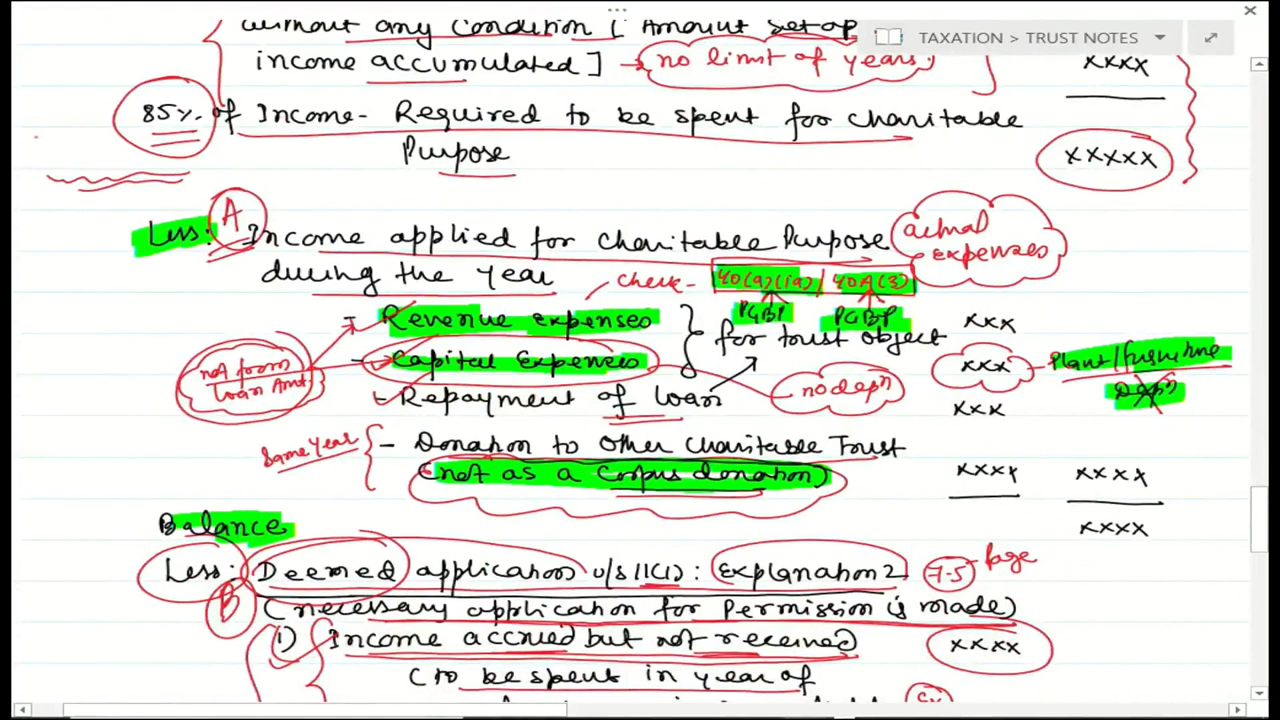 without any Condition [ Amount set ap
TAXATION > TRUST NOTES
income accumulated ] → no limit of years.
xxxx
85% of Income - Required to be spent for charitable
Purpose
xxxxx
Less: A Income applied for charitable Purpose
actual expenses
during the year
check - 40(a)(ia) / 40A(3)
PGBP PGBP
- Revenue expenses
for trust object
xxx
- Capital Expenses
xxx
Plant/furniture
Depn
not from loan Amt
no depn
- Repayment of loan
xxx
Same Year
- Donation to Other Charitable Trust
(not as a Corpus donation)
xxxx xxxx
Balance
xxxx
Less: Deemed application u/s 11(1): Explanation 2
7.5 - Page
B
(necessary application for Permission is made)
i) Income accrued but not received
xxxx
(to be spent in year of